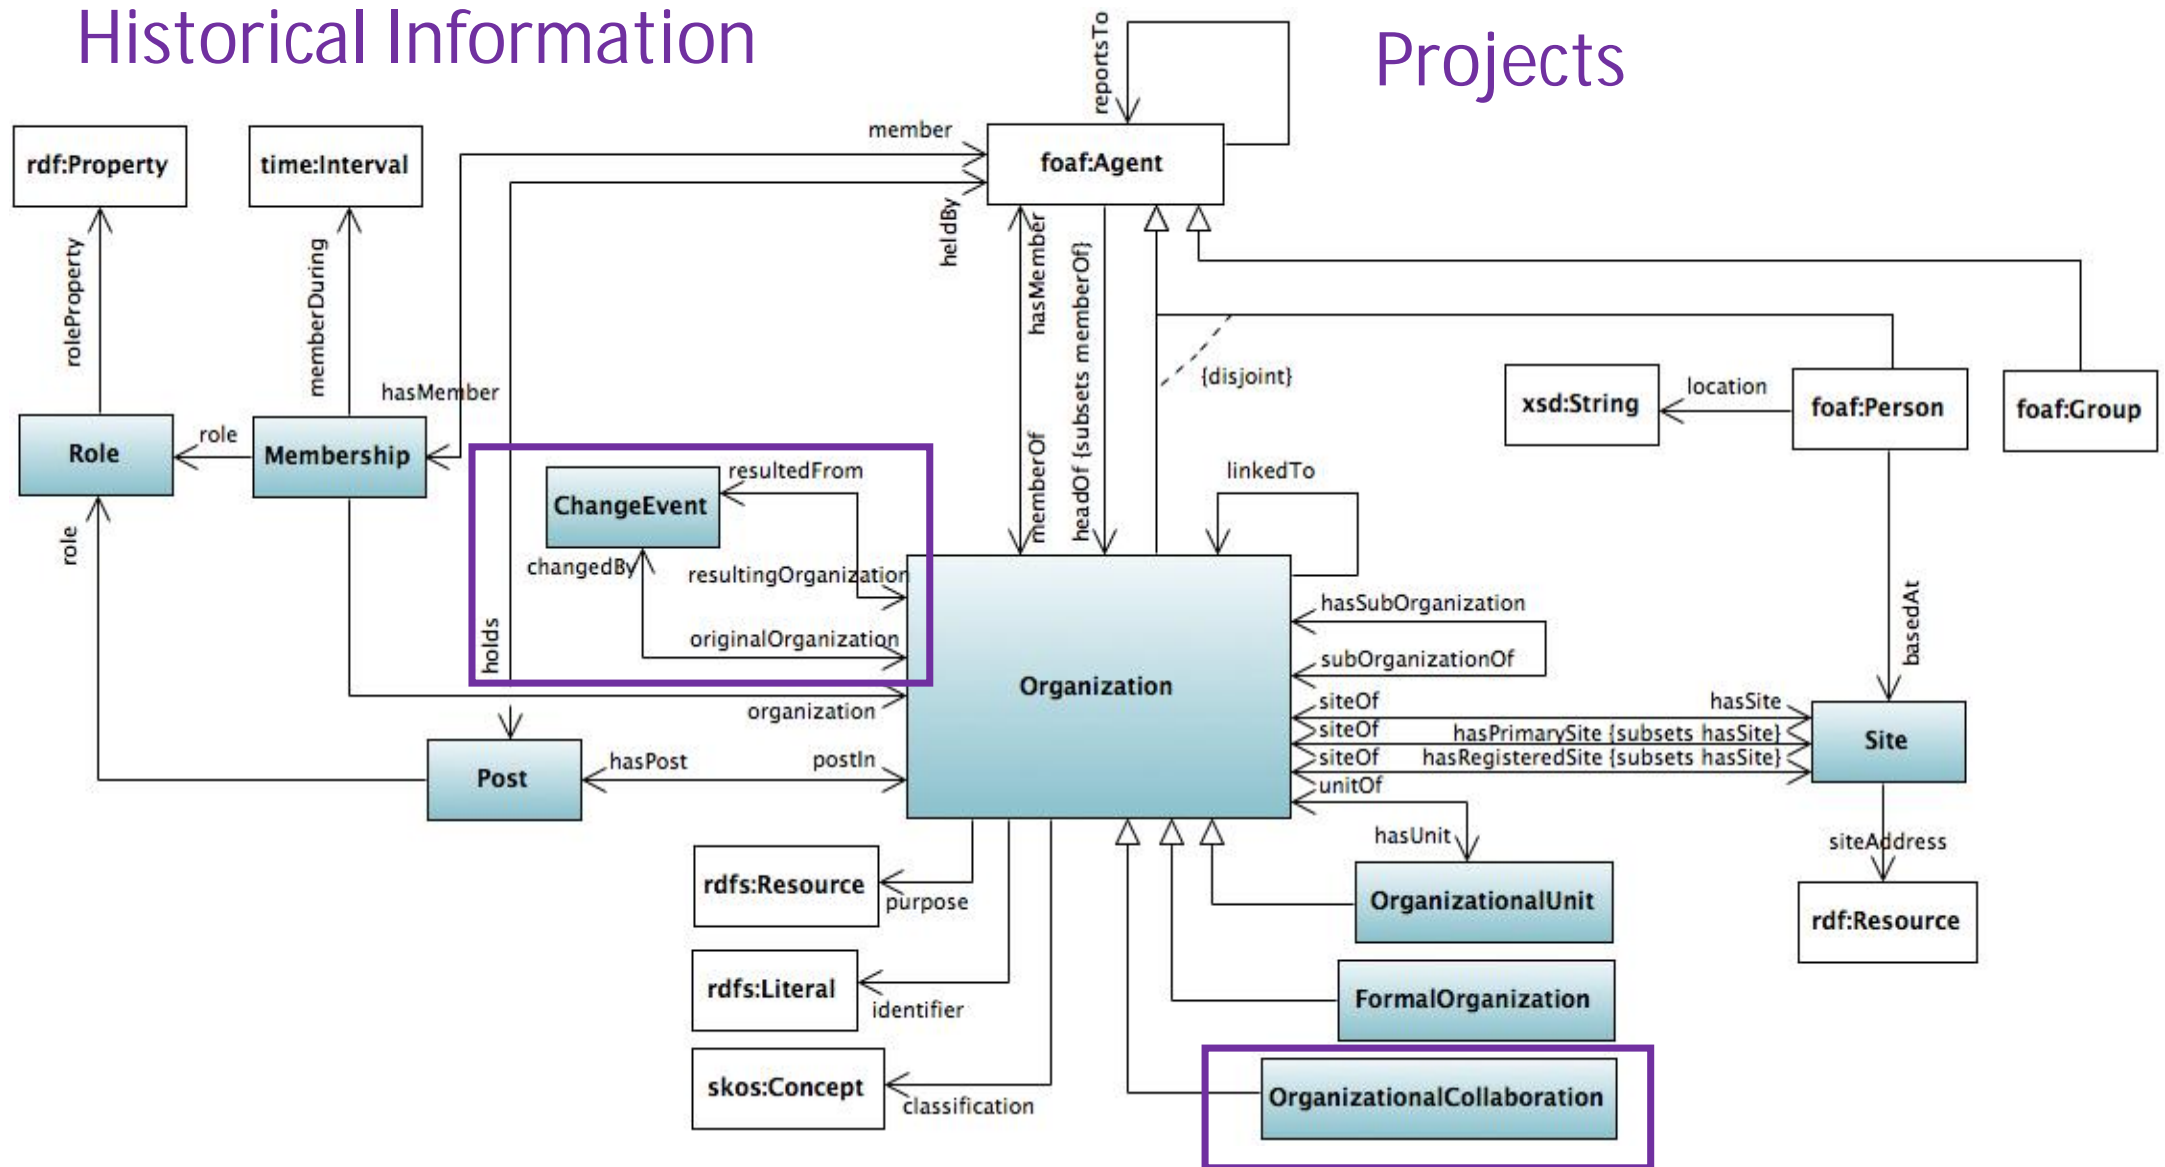 Historical Information
Projects
reportsTo
member
foaf:Agent
rdf:Property
time:Interval
heldBy
hasMember
headOf {subsets memberOf}
roleProperty
memberDuring
hasMember
{disjoint}
xsd:String
location
foaf:Person
foaf:Group
Role
role
Membership
memberOf
linkedTo
resultedFrom
ChangeEvent
changedBy
resultingOrganization
role
holds
originalOrganization
hasSubOrganization
subOrganizationOf
basedAt
Organization
organization
siteOf
hasSite
siteOf
hasPrimarySite {subsets hasSite}
siteOf
hasRegisteredSite {subsets hasSite}
Site
unitOf
Post
hasPost
postIn
hasUnit
siteAddress
rdfs:Resource
purpose
OrganizationalUnit
rdf:Resource
rdfs:Literal
identifier
FormalOrganization
skos:Concept
classification
OrganizationalCollaboration